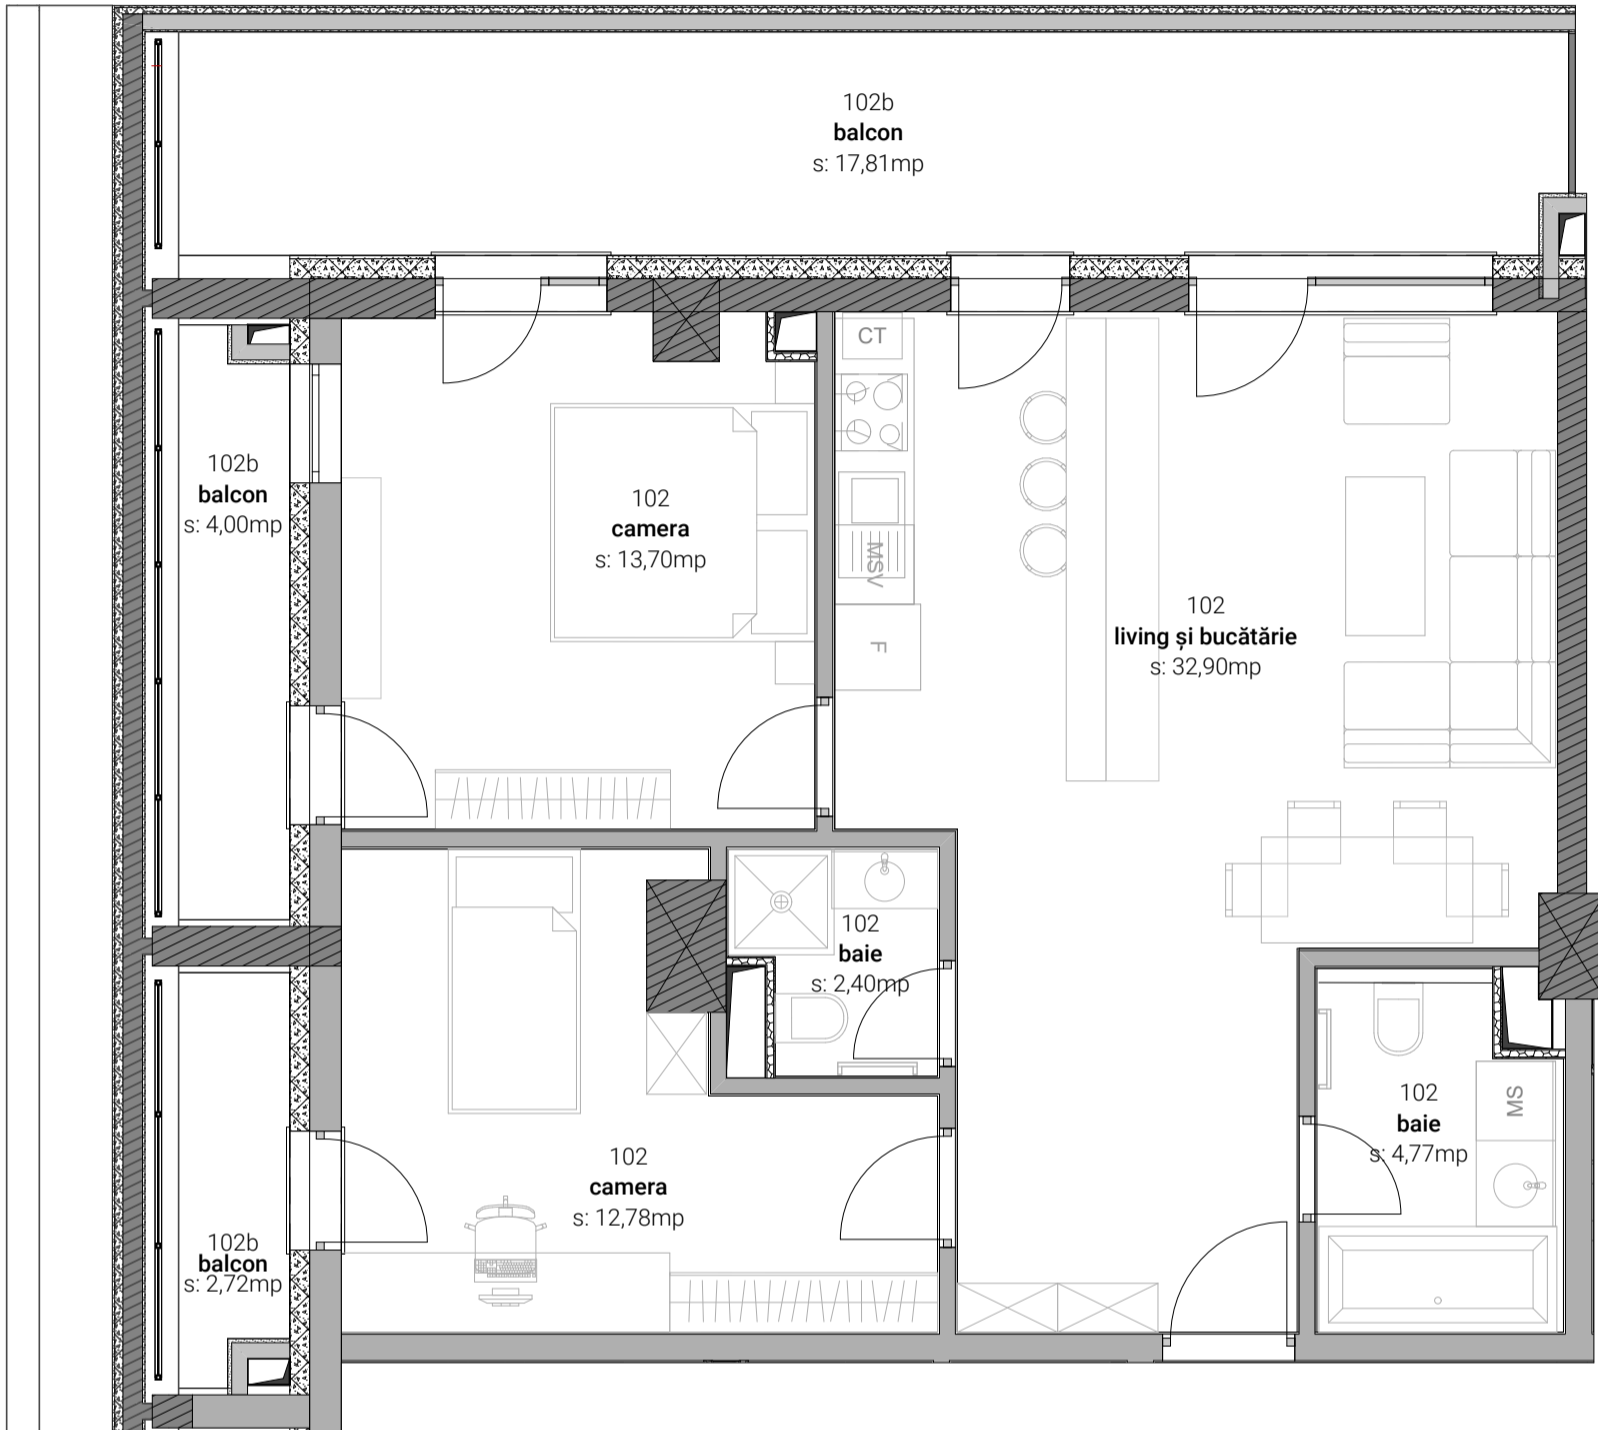 102b
balcon
s: 17,81mp
CT
102b
balcon
s: 4,00mp
102
camera
s: 13,70mp
MSV
F
102
living și bucătărie
s: 32,90mp
102
baie
s: 2,40mp
102
baie
s: 4,77mp
MS
102
camera
s: 12,78mp
102b
balcon
s: 2,72mp